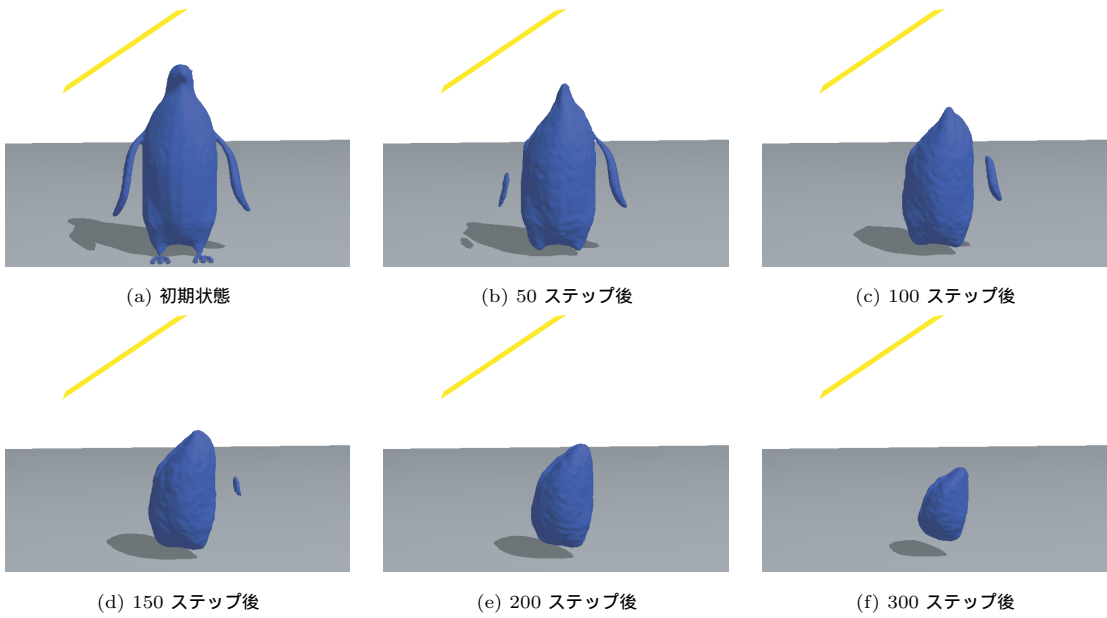 (a) 初期状態
(b) 50 ステップ後
(c) 100 ステップ後
(d) 150 ステップ後
(e) 200 ステップ後
(f) 300 ステップ後